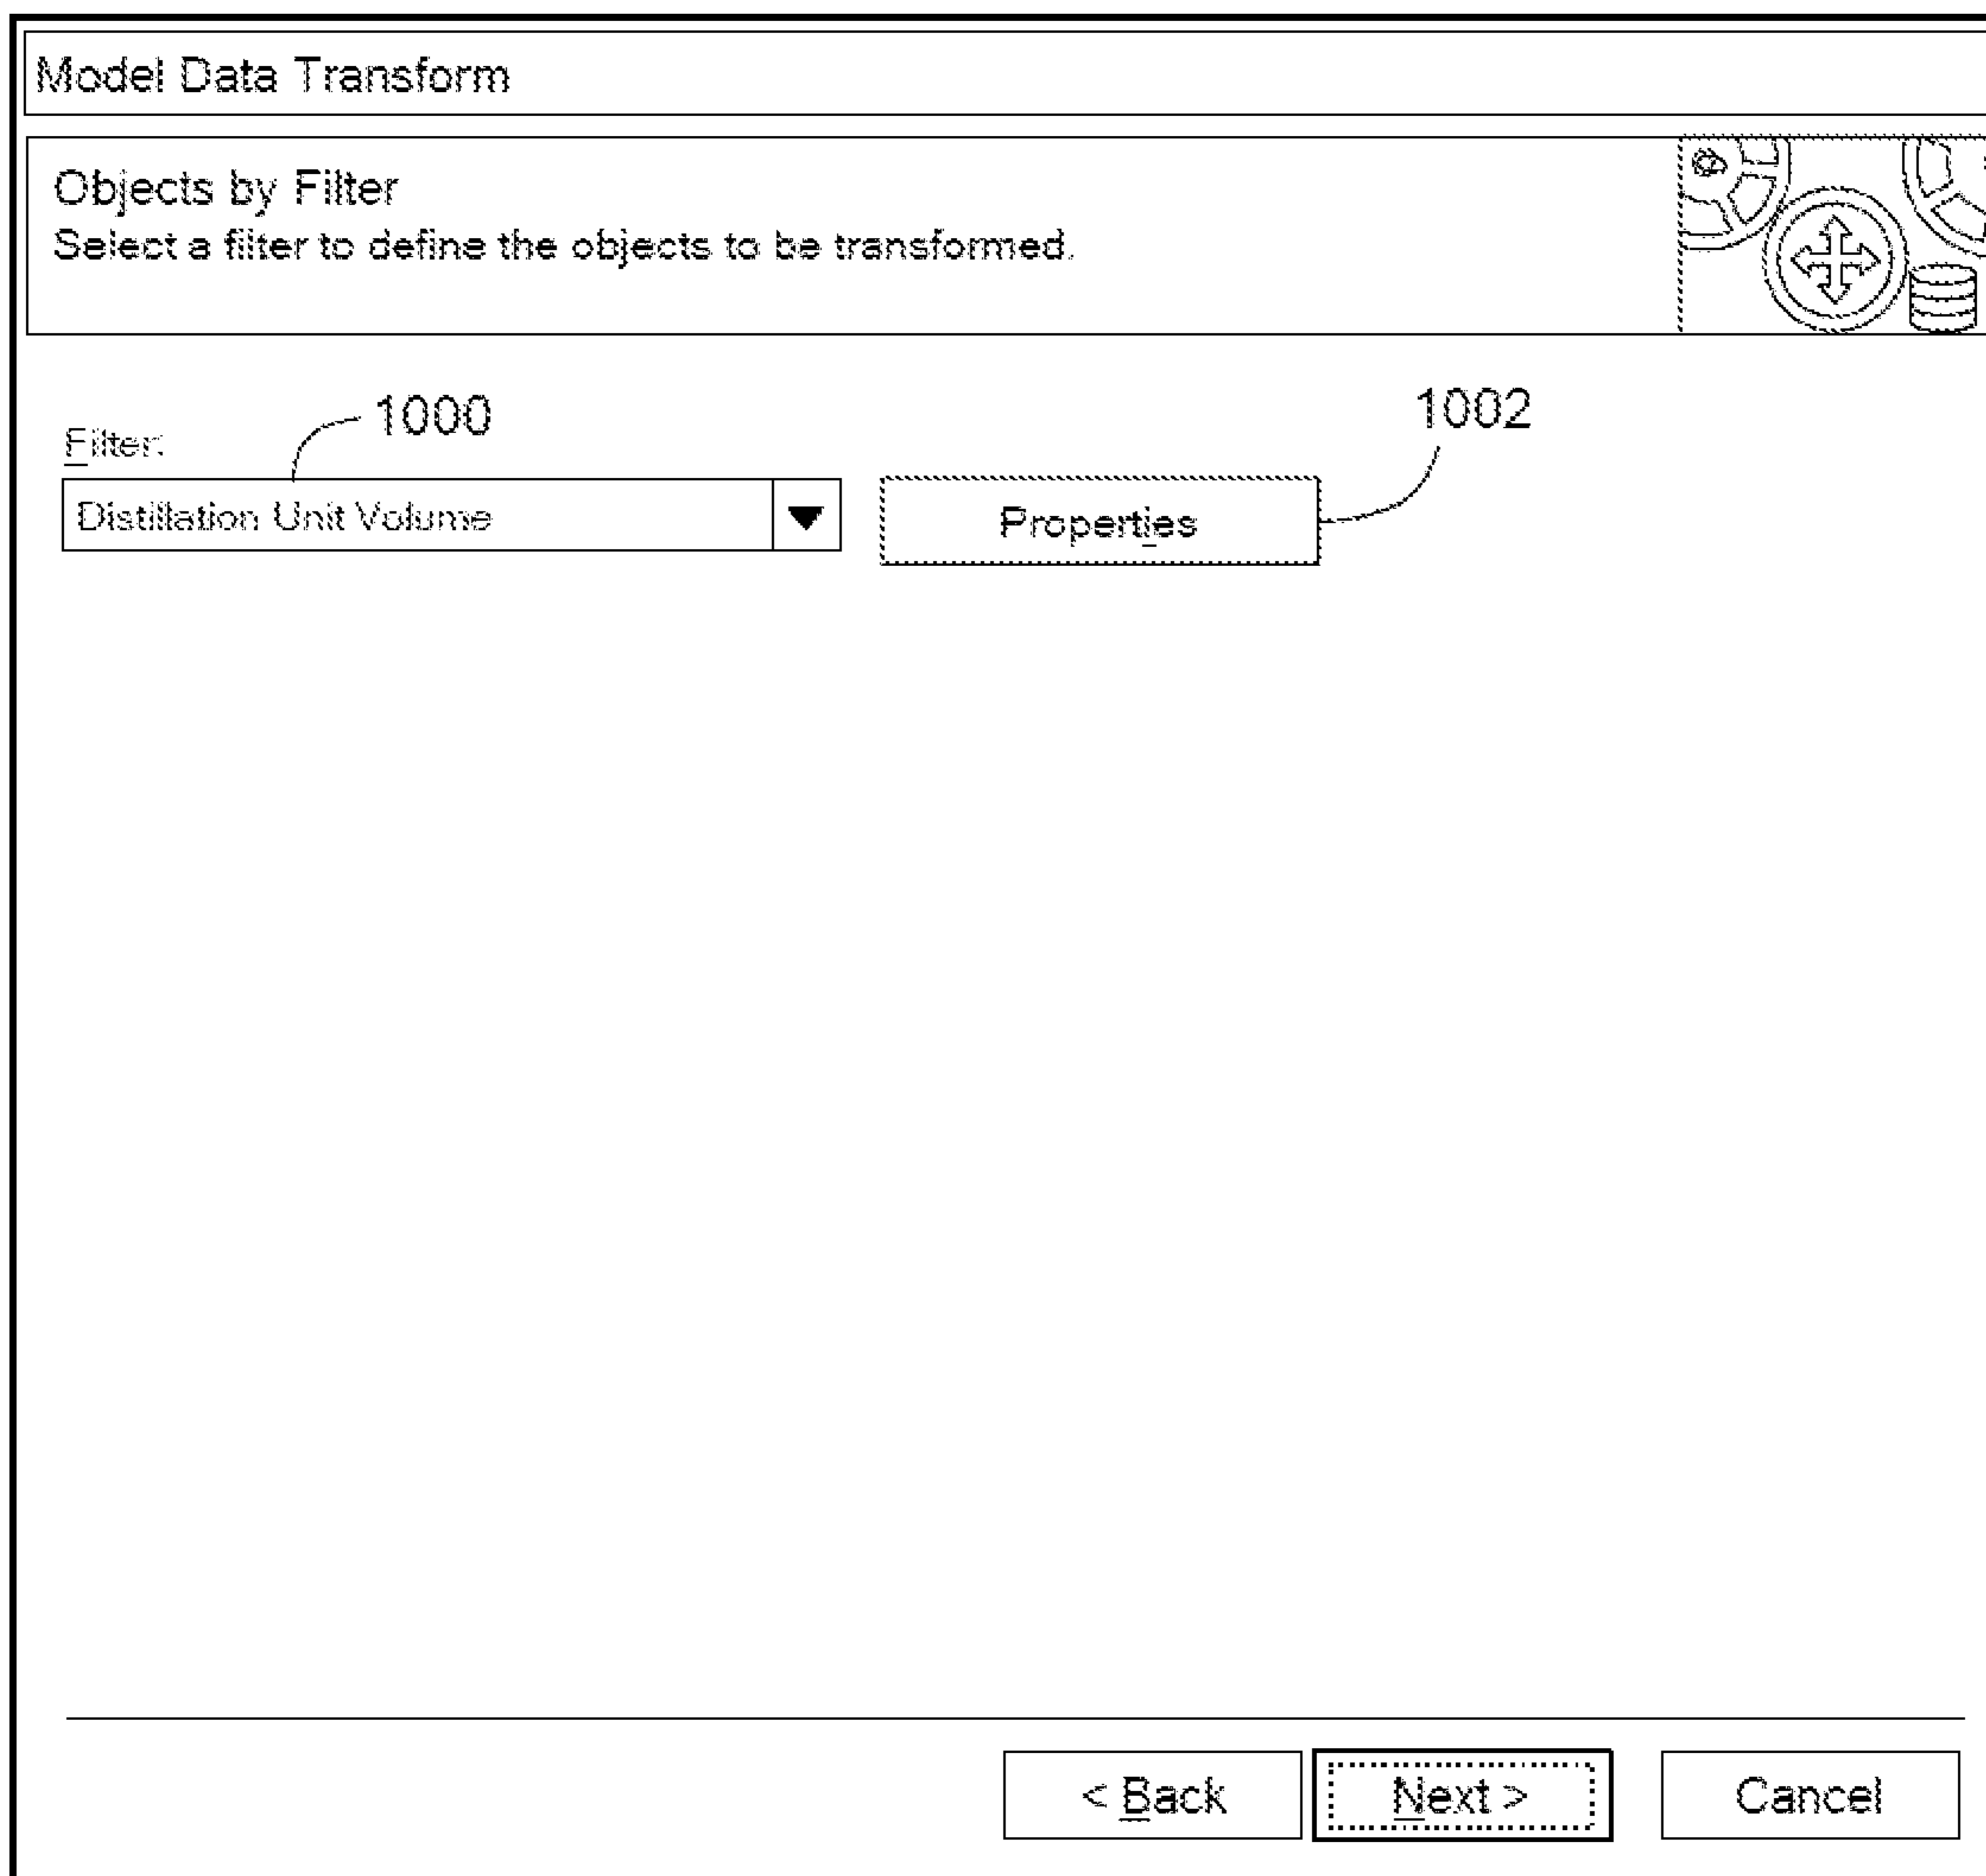 Model Data Transform
Objects by Filter
Select a filter to define the objects to be transformed.
1000
1002
Filter:
Distillation Unit Volume
Properties
< Back
Next >
Cancel